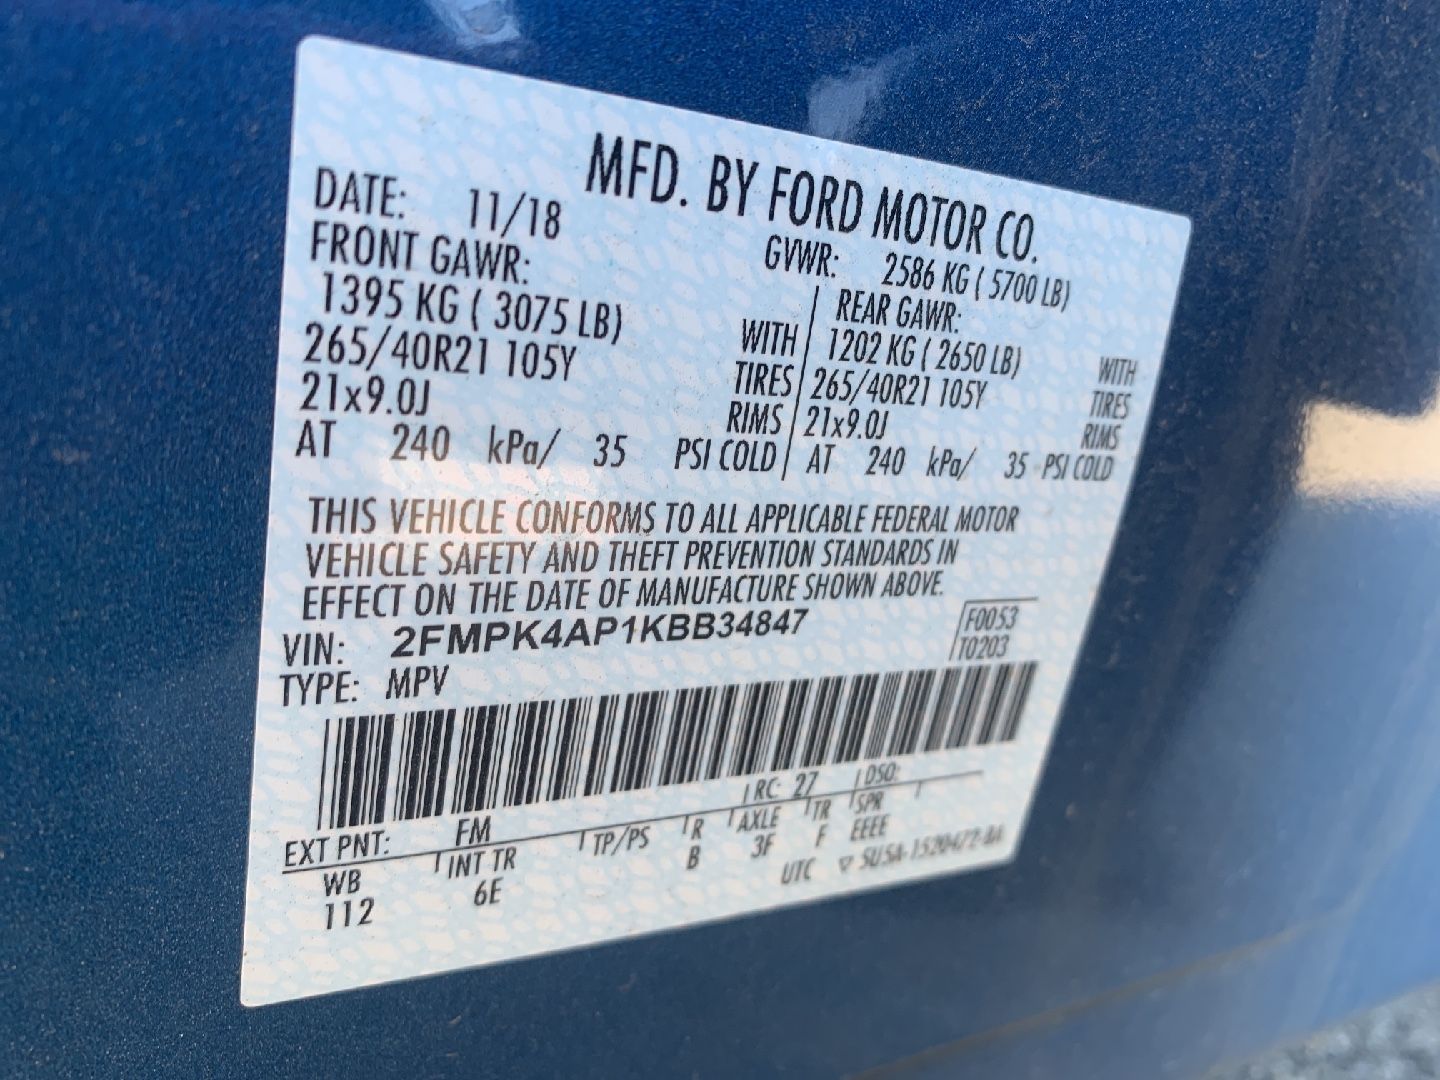 MFD. BY FORD MOTOR CO.
DATE: 11/18 GVWR: 2586 KG ( 5700 LB)
FRONT GAWR: REAR GAWR:
1395 KG ( 3075 LB) WITH 1202 KG ( 2650 LB) WITH
265/40R21 105Y TIRES 265/40R21 105Y TIRES
21x9.0J RIMS 21x9.0J RIMS
AT 240 kPa/ 35 PSI COLD AT 240 kPa/ 35 PSI COLD
THIS VEHICLE CONFORMS TO ALL APPLICABLE FEDERAL MOTOR
VEHICLE SAFETY AND THEFT PREVENTION STANDARDS IN
EFFECT ON THE DATE OF MANUFACTURE SHOWN ABOVE.
VIN: 2FMPK4AP1KBB34847 F0053
TYPE: MPV T0203
EXT PNT: FM RC: 27 DSO:
WB INT TR TP/PS R AXLE TR SPR
112 6E B 3F F EEEE
UTC ▽ 5U5A-1520472-BA